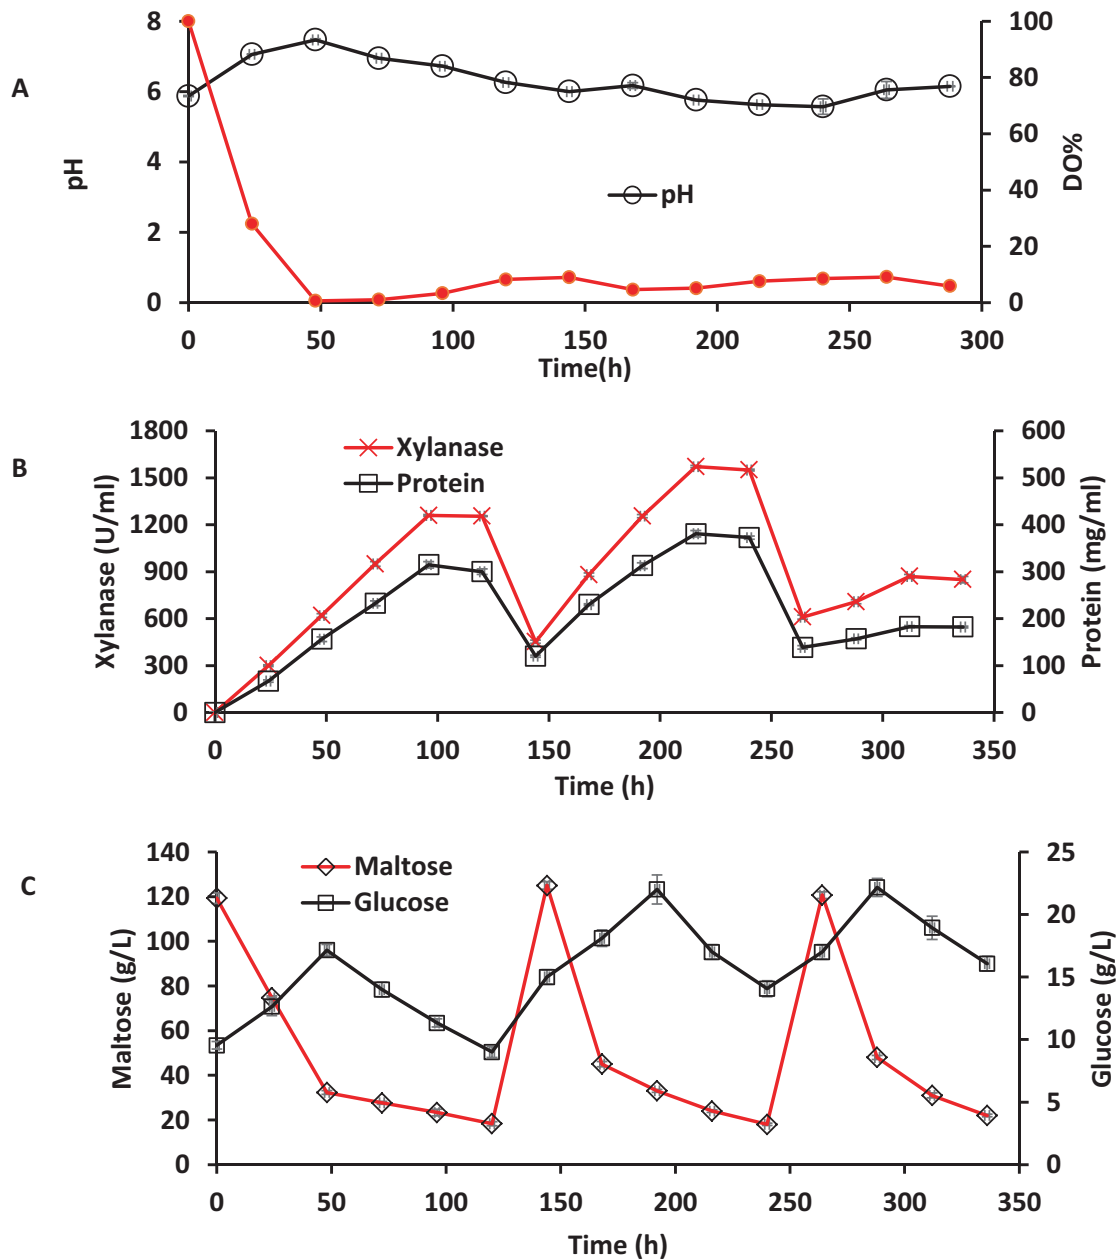 A
8
6
4
2
0
pH
100
80
60
40
20
0
DO%
pH
0 50 100 150 200 250 300
Time(h)
B
1800
1500
1200
900
600
300
0
Xylanase (U/ml)
600
500
400
300
200
100
0
Protein (mg/ml)
Xylanase
Protein
0 50 100 150 200 250 300 350
Time (h)
C
140
120
100
80
60
40
20
0
Maltose (g/L)
25
20
15
10
5
0
Glucose (g/L)
Maltose
Glucose
0 50 100 150 200 250 300 350
Time (h)